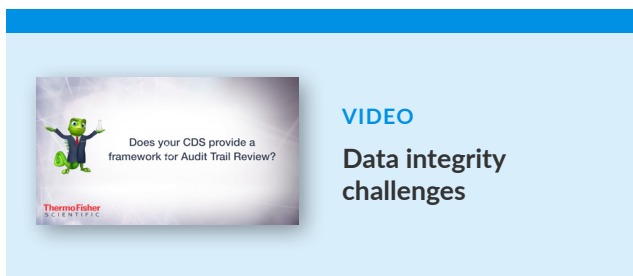 Does your CDS provide a
framework for Audit Trail Review?
ThermoFisher
SCIENTIFIC
VIDEO
Data integrity
challenges